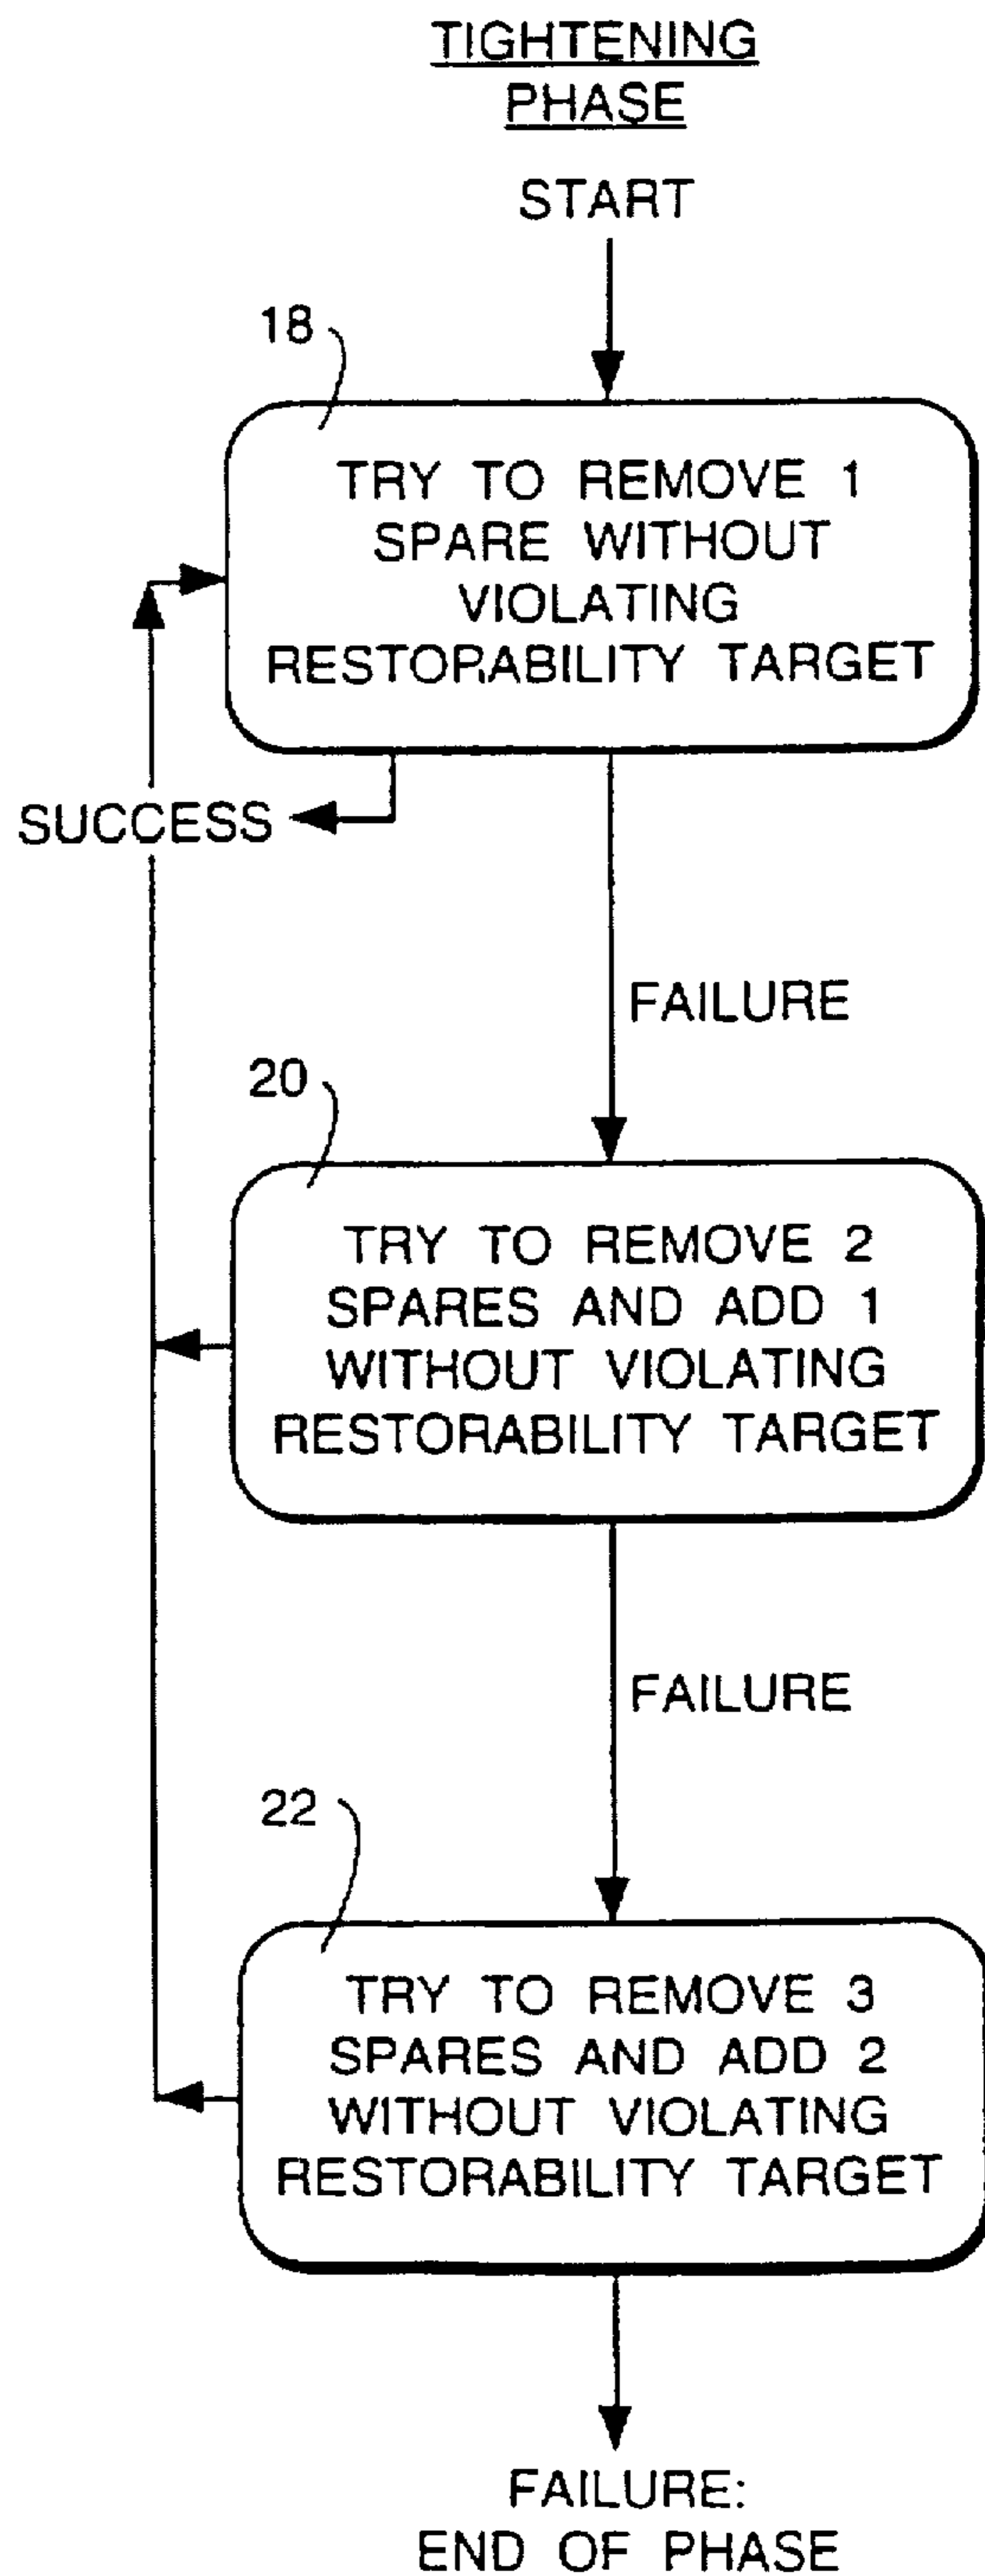 TIGHTENING
PHASE
START
18
TRY TO REMOVE 1
SPARE WITHOUT
VIOLATING
RESTORABILITY TARGET
SUCCESS
FAILURE
20
TRY TO REMOVE 2
SPARES AND ADD 1
WITHOUT VIOLATING
RESTORABILITY TARGET
FAILURE
22
TRY TO REMOVE 3
SPARES AND ADD 2
WITHOUT VIOLATING
RESTORABILITY TARGET
FAILURE:
END OF PHASE